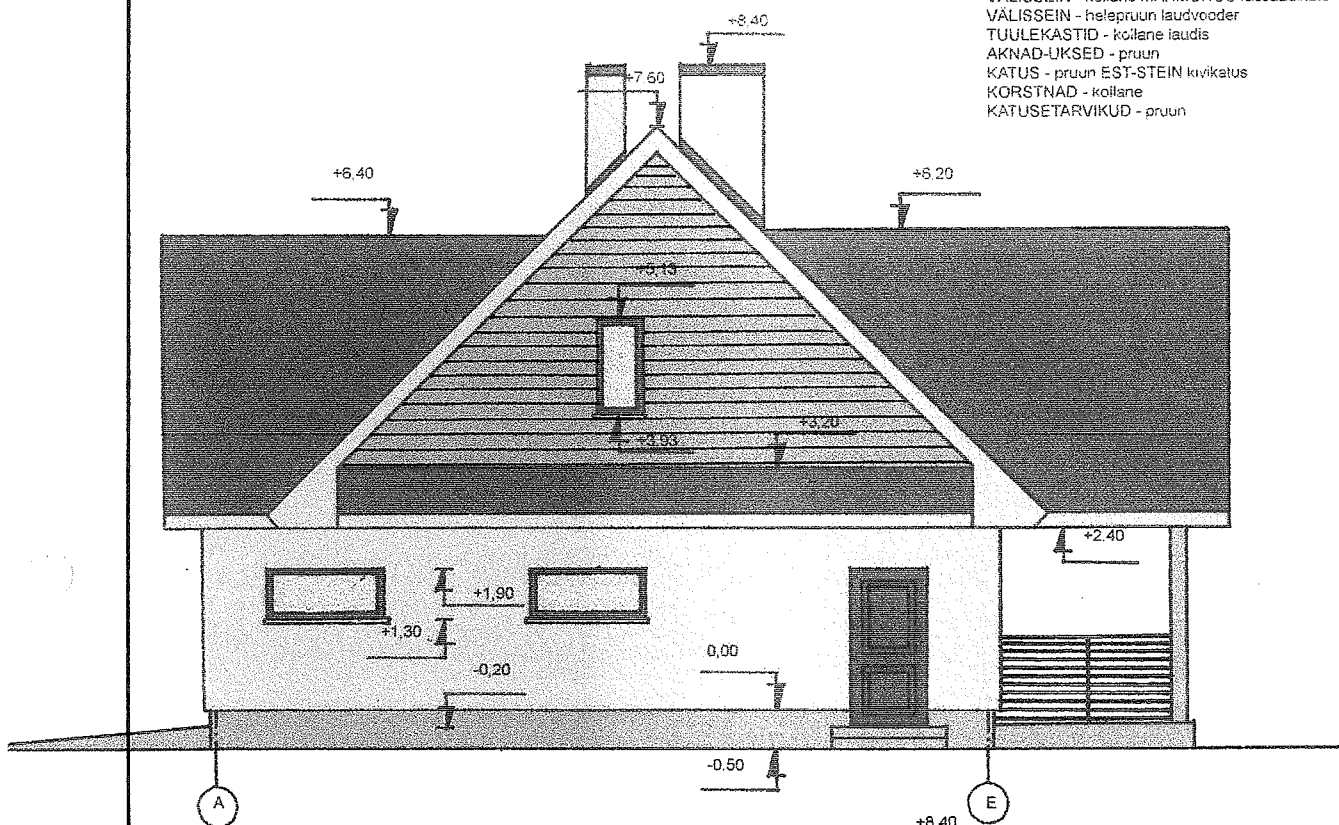 VÄLISSEIN - helepruun laudvooder
TUULEKASTID - kollane laudis
AKNAD-UKSED - pruun
KATUS - pruun EST-STEIN kivikatus
KORSTNAD - kollane
KATUSETARVIKUD - pruun
+8,40
+7.60
+6,40
+6,20
+5,13
+3,20
+3,93
+2.40
+1,90
+1,30
-0,20
0,00
-0.50
A
E
+8,40